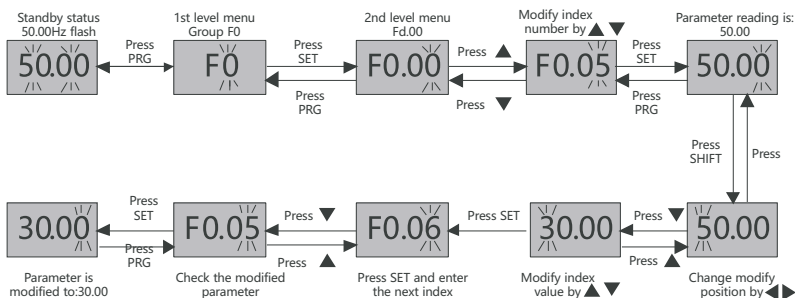 Standby status
50.00Hz flash
1st level menu
Group F0
2nd level menu
Fd.00
Modify index
number by ▲ ▼
Parameter reading is:
50.00
50.00
Press
PRG
F0
Press
SET
Press
PRG
F0.00
Press ▲
Press ▼
F0.05
Press
SET
Press
PRG
50.00
Press
SHIFT
Press
30.00
Press
SET
Press
PRG
F0.05
Press ▼
Press ▲
F0.06
Press SET
30.00
Press ▼
Press ▲
50.00
Parameter is
modified to:30.00
Check the modified
parameter
Press SET and enter
the next index
Modify index
value by ▲ ▼
Change modify
position by ◀ ▶